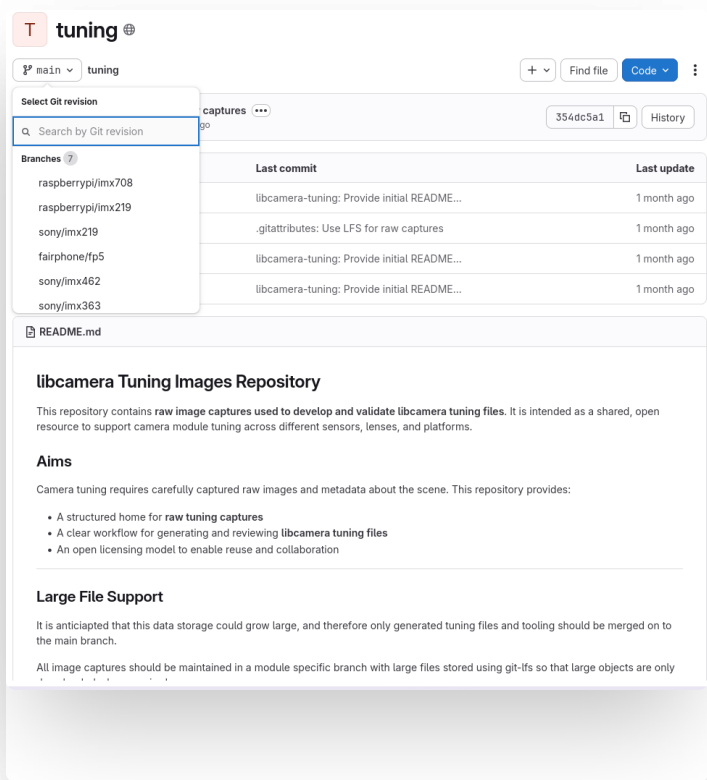 T tuning
main tuning Find file Code
Select Git revision
captures
354dc5a1 History
Search by Git revision
go
Branches 7
Last commit Last update
raspberrypi/imx708
libcamera-tuning: Provide initial README... 1 month ago
raspberrypi/imx219
.gitattributes: Use LFS for raw captures 1 month ago
sony/imx219
fairphone/fp5
libcamera-tuning: Provide initial README... 1 month ago
sony/imx462
libcamera-tuning: Provide initial README... 1 month ago
sony/imx363
README.md
libcamera Tuning Images Repository
This repository contains raw image captures used to develop and validate libcamera tuning files. It is intended as a shared, open
resource to support camera module tuning across different sensors, lenses, and platforms.
Aims
Camera tuning requires carefully captured raw images and metadata about the scene. This repository provides:
• A structured home for raw tuning captures
• A clear workflow for generating and reviewing libcamera tuning files
• An open licensing model to enable reuse and collaboration
Large File Support
It is anticiapted that this data storage could grow large, and therefore only generated tuning files and tooling should be merged on to
the main branch.
All image captures should be maintained in a module specific branch with large files stored using git-lfs so that large objects are only